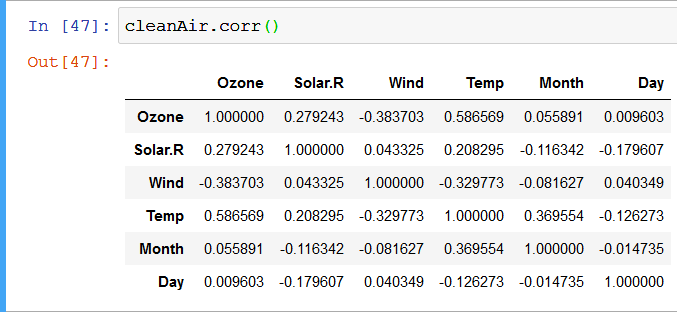 In [47]: cleanAir.corr()
Out[47]:
Ozone Solar.R Wind Temp Month Day
Ozone 1.000000 0.279243 -0.383703 0.586569 0.055891 0.009603
Solar.R 0.279243 1.000000 0.043325 0.208295 -0.116342 -0.179607
Wind -0.383703 0.043325 1.000000 -0.329773 -0.081627 0.040349
Temp 0.586569 0.208295 -0.329773 1.000000 0.369554 -0.126273
Month 0.055891 -0.116342 -0.081627 0.369554 1.000000 -0.014735
Day 0.009603 -0.179607 0.040349 -0.126273 -0.014735 1.000000